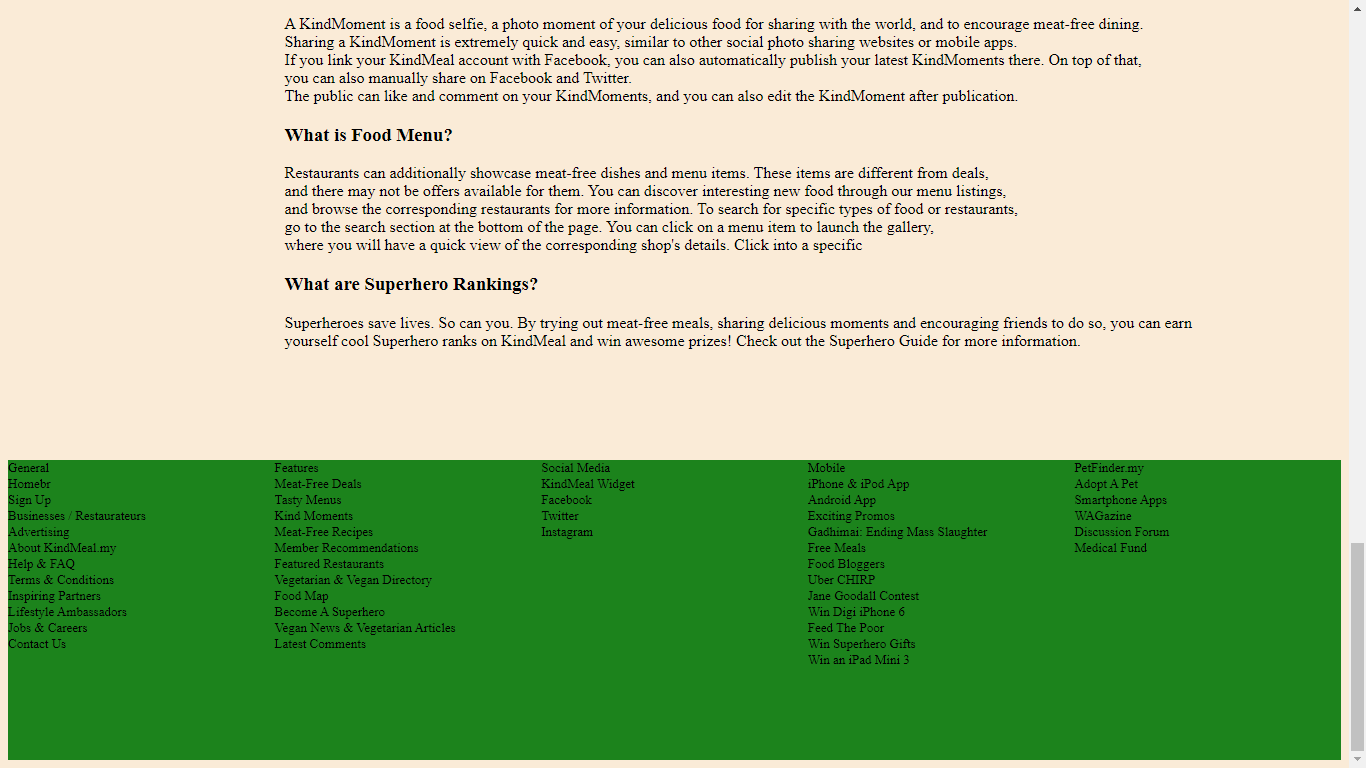 A KindMoment is a food selfie, a photo moment of your delicious food for sharing with the world, and to encourage meat-free dining.
Sharing a KindMoment is extremely quick and easy, similar to other social photo sharing websites or mobile apps.
If you link your KindMeal account with Facebook, you can also automatically publish your latest KindMoments there. On top of that,
you can also manually share on Facebook and Twitter.
The public can like and comment on your KindMoments, and you can also edit the KindMoment after publication.
What is Food Menu?
Restaurants can additionally showcase meat-free dishes and menu items. These items are different from deals,
and there may not be offers available for them. You can discover interesting new food through our menu listings,
and browse the corresponding restaurants for more information. To search for specific types of food or restaurants,
go to the search section at the bottom of the page. You can click on a menu item to launch the gallery,
where you will have a quick view of the corresponding shop's details. Click into a specific
What are Superhero Rankings?
Superheroes save lives. So can you. By trying out meat-free meals, sharing delicious moments and encouraging friends to do so, you can earn
yourself cool Superhero ranks on KindMeal and win awesome prizes! Check out the Superhero Guide for more information.
General
Homebr
Sign Up
Businesses / Restaurateurs
Advertising
About KindMeal.my
Help & FAQ
Terms & Conditions
Inspiring Partners
Lifestyle Ambassadors
Jobs & Careers
Contact Us
Features
Meat-Free Deals
Tasty Menus
Kind Moments
Meat-Free Recipes
Member Recommendations
Featured Restaurants
Vegetarian & Vegan Directory
Food Map
Become A Superhero
Vegan News & Vegetarian Articles
Latest Comments
Social Media
KindMeal Widget
Facebook
Twitter
Instagram
Mobile
iPhone & iPod App
Android App
Exciting Promos
Gadhimai: Ending Mass Slaughter
Free Meals
Food Bloggers
Uber CHIRP
Jane Goodall Contest
Win Digi iPhone 6
Feed The Poor
Win Superhero Gifts
Win an iPad Mini 3
PetFinder.my
Adopt A Pet
Smartphone Apps
WAGazine
Discussion Forum
Medical Fund